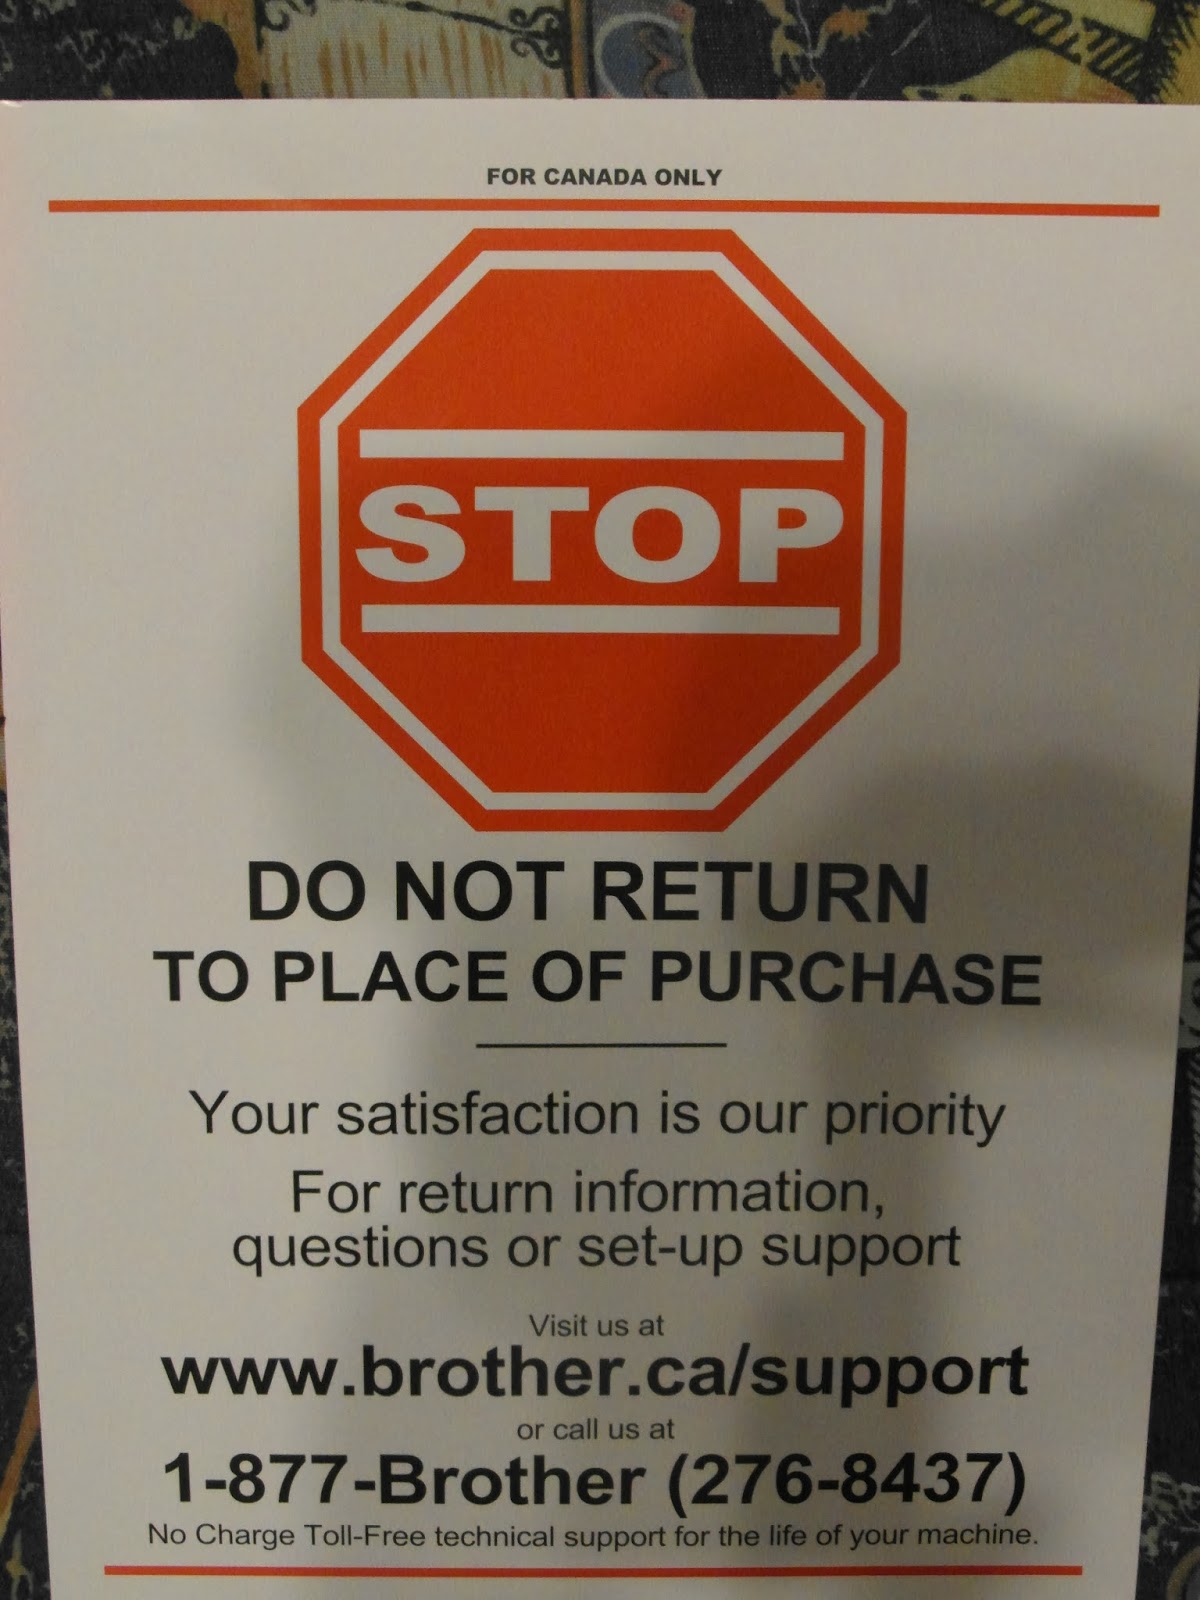 FOR CANADA ONLY
STOP
DO NOT RETURN
TO PLACE OF PURCHASE
Your satisfaction is our priority
For return information,
questions or set-up support
Visit us at
www.brother.ca/support
or call us at
1-877-Brother (276-8437)
No Charge Toll-Free technical support for the life of your machine.